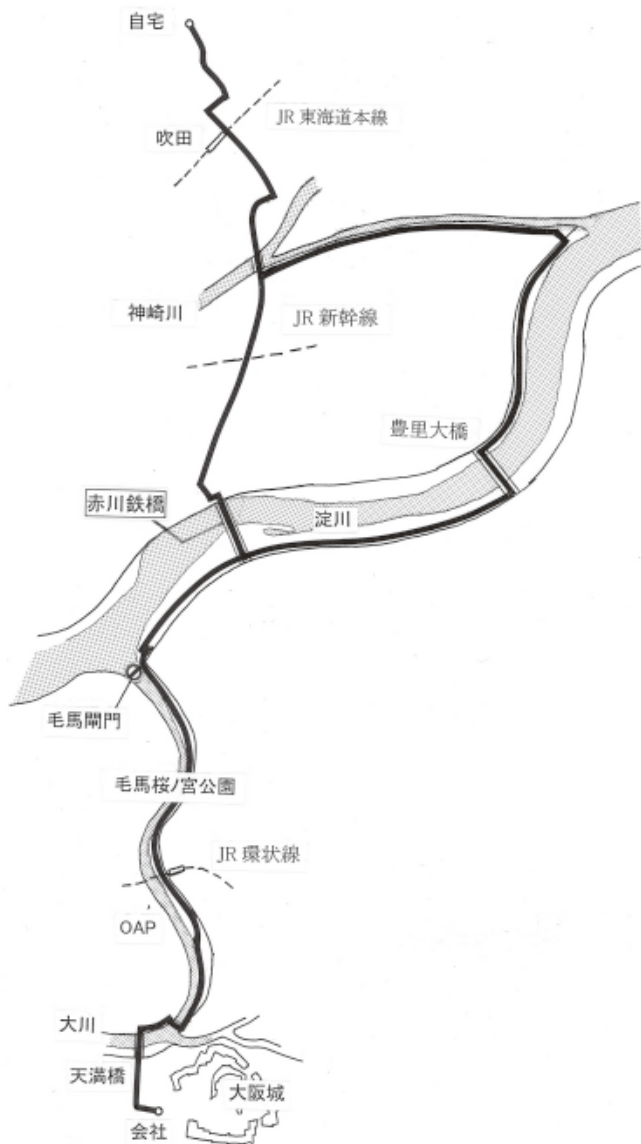 自宅
JR 東海道本線
吹田
神崎川
JR 新幹線
豊里大橋
赤川鉄橋
淀川
毛馬閘門
毛馬桜ノ宮公園
JR 環状線
OAP
大川
天満橋
大阪城
会社